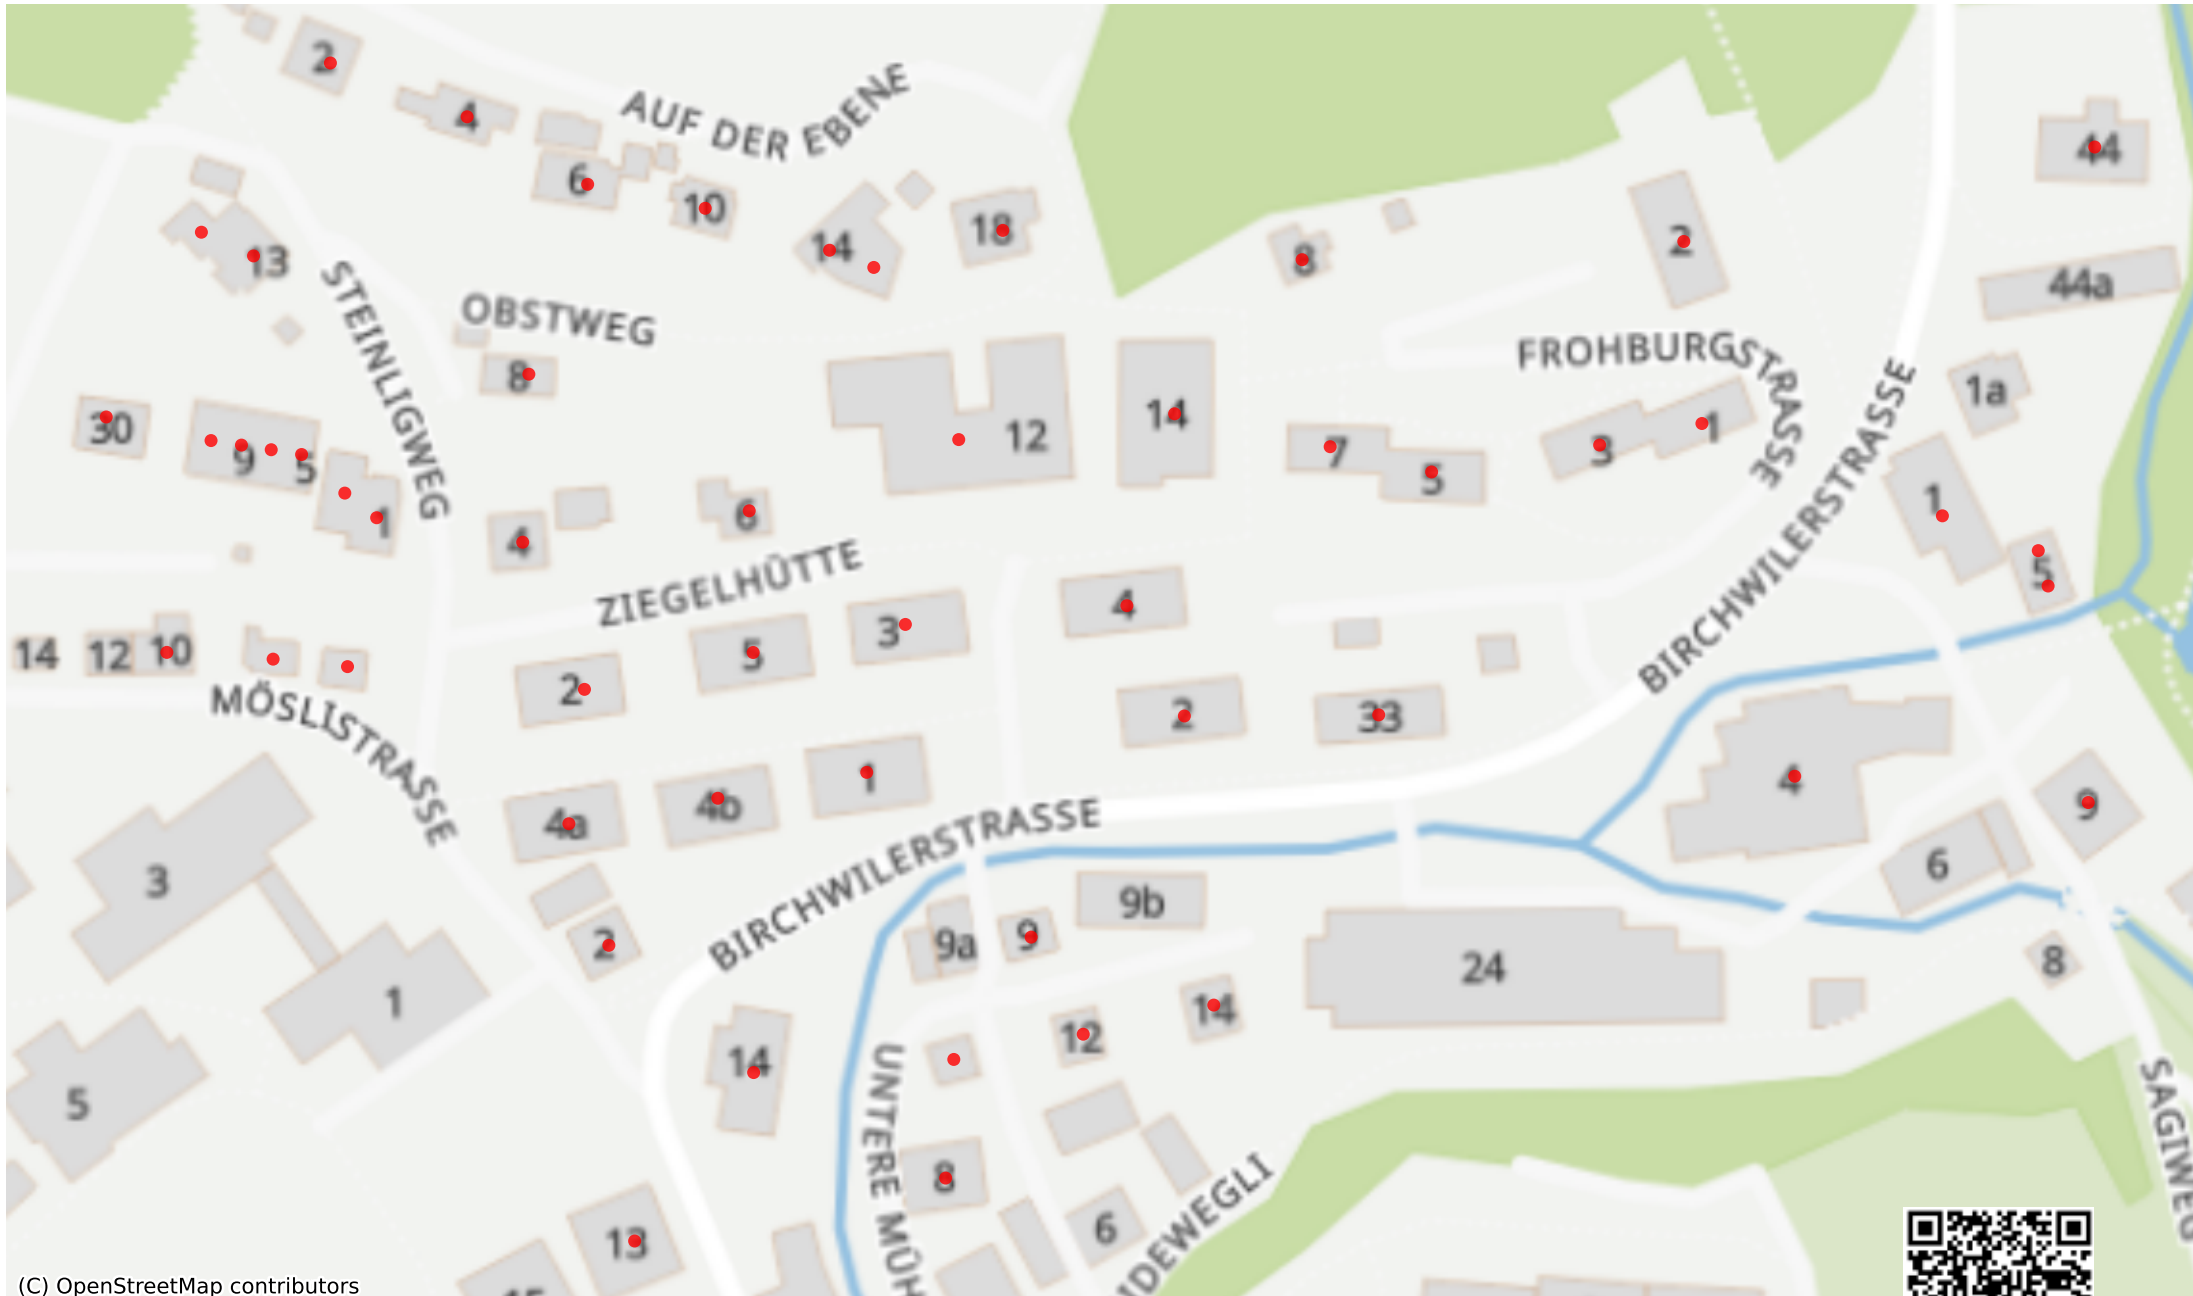 2
4
AUF DER EBENE
6
10
14
18
8
2
44
44a
13
STEINLIGWEG
OBSTWEG
8
FROHBURGSTRASSE
1a
30
9
5
1
12
14
7
5
3
1
1
BIRCHWILERSTRASSE
4
6
ZIEGELHÜTTE
5
14
12
10
MÖSLISTRASSE
2
5
3
4
2
33
4a
4b
1
4
9
6
3
BIRCHWILERSTRASSE
2
9a
9
9b
24
8
1
5
14
12
14
UNTERE MÜH
8
6
IDEWEGLI
SAGIWEG
13
(C) OpenStreetMap contributors